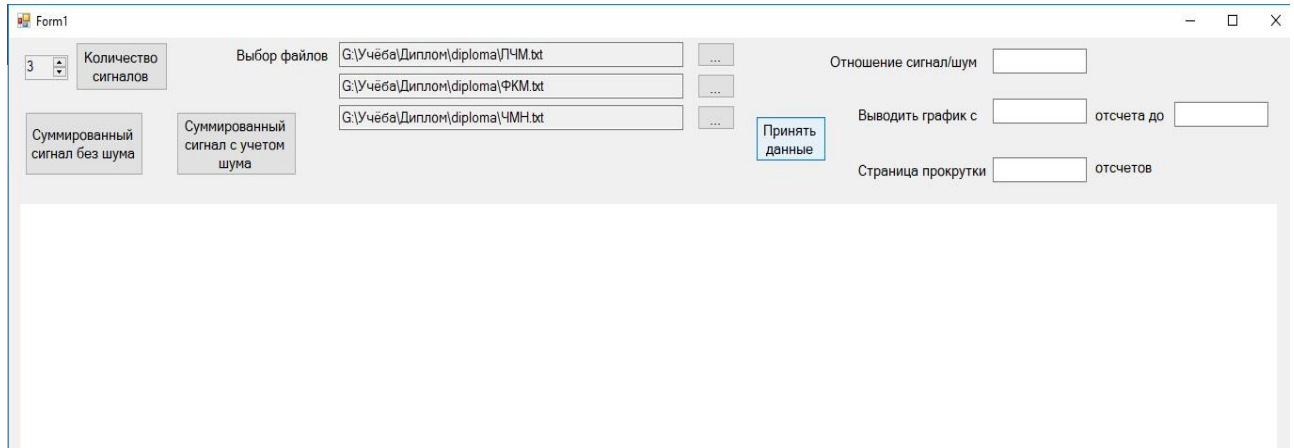 Form1
3
Количество
сигналов
Выбор файлов
G:\Учёба\Диплом\diploma\ПЧМ.txt
...
G:\Учёба\Диплом\diploma\ФКМ.txt
...
G:\Учёба\Диплом\diploma\ЧМН.txt
...
Отношение сигнал/шум
Суммированный
сигнал без шума
Суммированный
сигнал с учетом
шума
Принять
данные
Выводить график с
отсчета до
Страница прокрутки
отсчетов